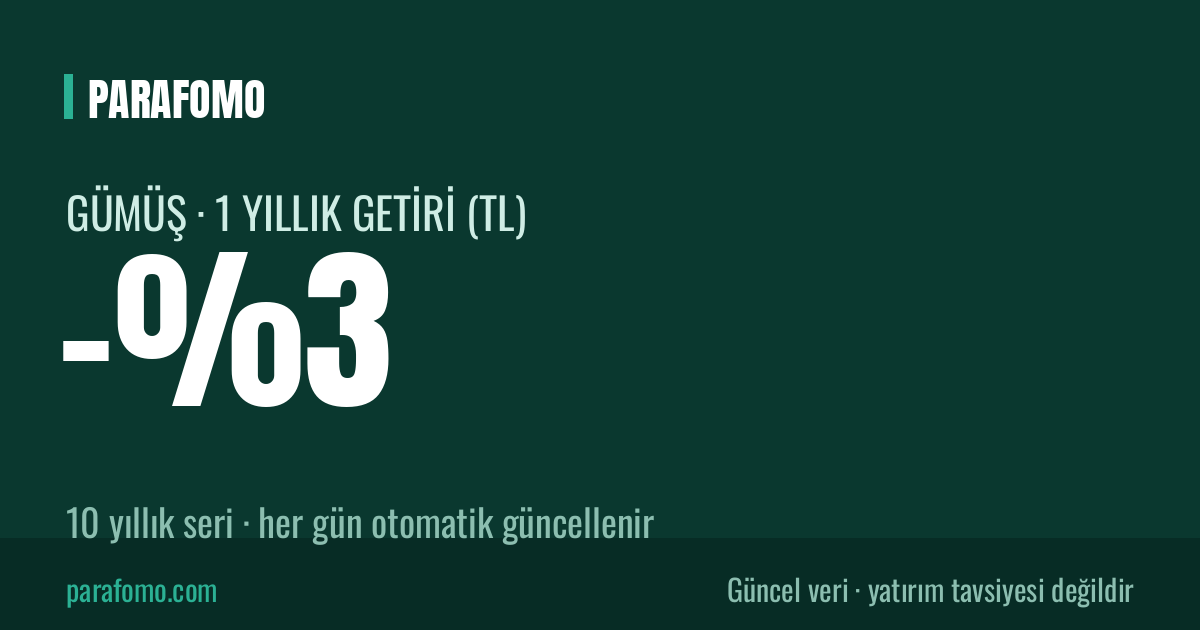 PARAFOMO
GÜMÜŞ · 1 YILLIK GETİRİ (TL)
-%3
10 yıllık seri · her gün otomatik güncellenir
parafomo.com
Güncel veri · yatırım tavsiyesi değildir